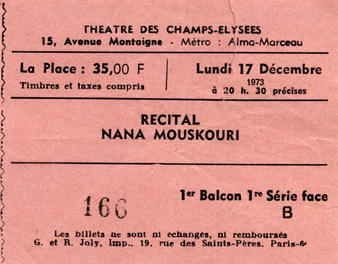 THEATRE DES CHAMPS-ELYSEES
15, Avenue Montaigne - Métro : Alma-Marceau
La Place : 35,00 F
Timbres et taxes compris
Lundi 17 Décembre
1973
à 20 h. 30 précises
RECITAL
NANA MOUSKOURI
166
1er Balcon 1re Série face
B
Les billets ne sont ni échangés, ni remboursés
G. et R. Joly, Imp., 19, rue des Saints-Pères, Paris-6e